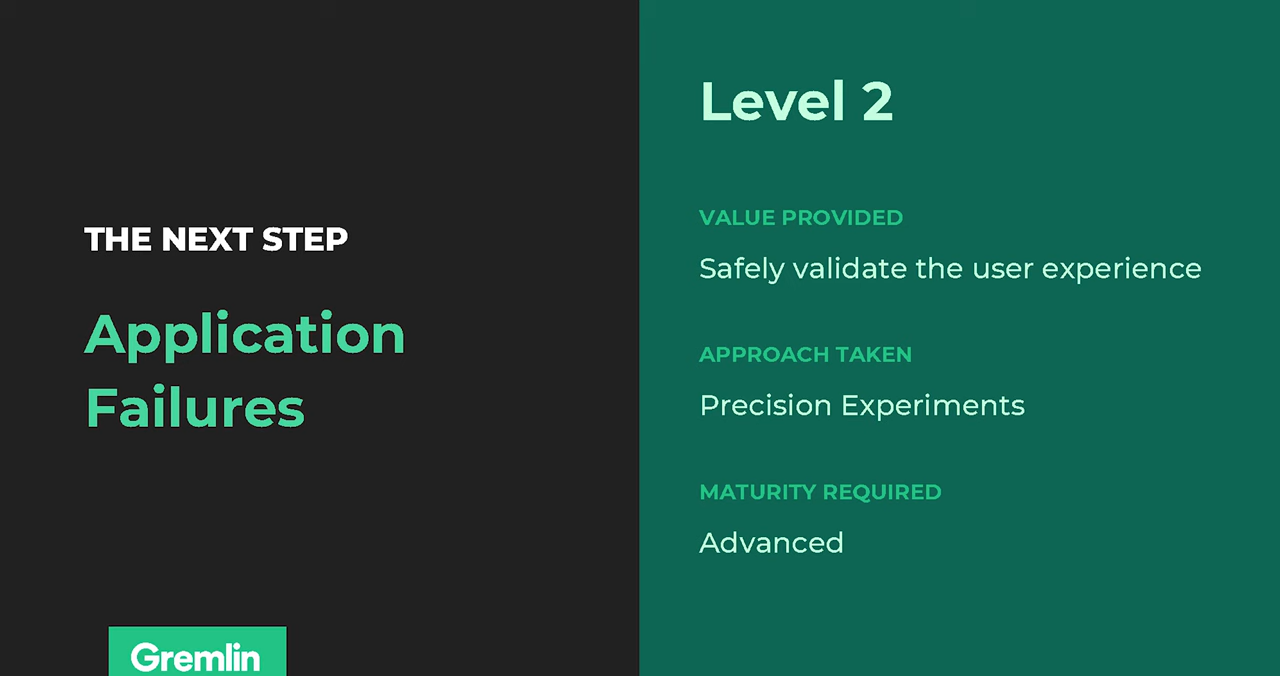 THE NEXT STEP
Application
Failures
Gremlin
Level 2
VALUE PROVIDED
Safely validate the user experience
APPROACH TAKEN
Precision Experiments
MATURITY REQUIRED
Advanced